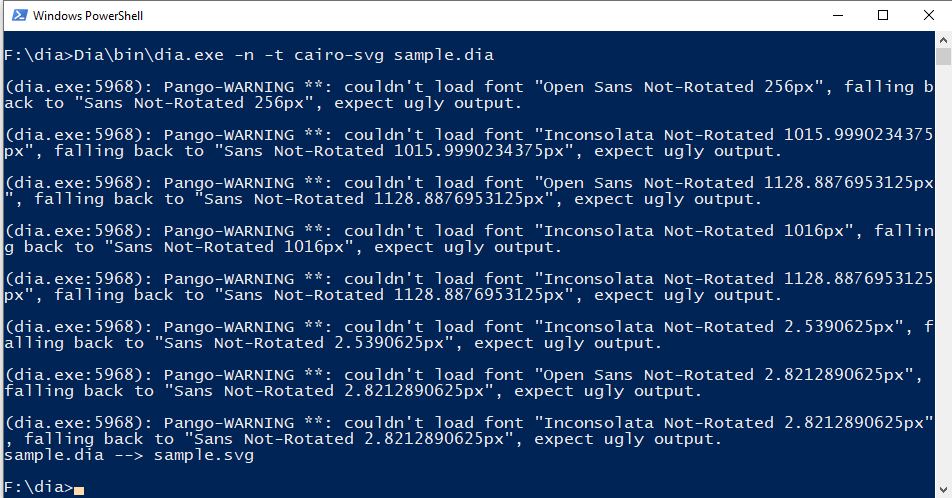 Windows PowerShell
F:\dia>Dia\bin\dia.exe -n -t cairo-svg sample.dia
(dia.exe:5968): Pango-WARNING **: couldn't load font "Open Sans Not-Rotated 256px", falling b
ack to "Sans Not-Rotated 256px", expect ugly output.
(dia.exe:5968): Pango-WARNING **: couldn't load font "Inconsolata Not-Rotated 1015.9990234375
px", falling back to "Sans Not-Rotated 1015.9990234375px", expect ugly output.
(dia.exe:5968): Pango-WARNING **: couldn't load font "Open Sans Not-Rotated 1128.8876953125px
", falling back to "Sans Not-Rotated 1128.8876953125px", expect ugly output.
(dia.exe:5968): Pango-WARNING **: couldn't load font "Inconsolata Not-Rotated 1016px", fallin
g back to "Sans Not-Rotated 1016px", expect ugly output.
(dia.exe:5968): Pango-WARNING **: couldn't load font "Inconsolata Not-Rotated 1128.8876953125
px", falling back to "Sans Not-Rotated 1128.8876953125px", expect ugly output.
(dia.exe:5968): Pango-WARNING **: couldn't load font "Inconsolata Not-Rotated 2.5390625px", f
alling back to "Sans Not-Rotated 2.5390625px", expect ugly output.
(dia.exe:5968): Pango-WARNING **: couldn't load font "Open Sans Not-Rotated 2.8212890625px",
falling back to "Sans Not-Rotated 2.8212890625px", expect ugly output.
(dia.exe:5968): Pango-WARNING **: couldn't load font "Inconsolata Not-Rotated 2.8212890625px"
, falling back to "Sans Not-Rotated 2.8212890625px", expect ugly output.
sample.dia --> sample.svg
F:\dia>